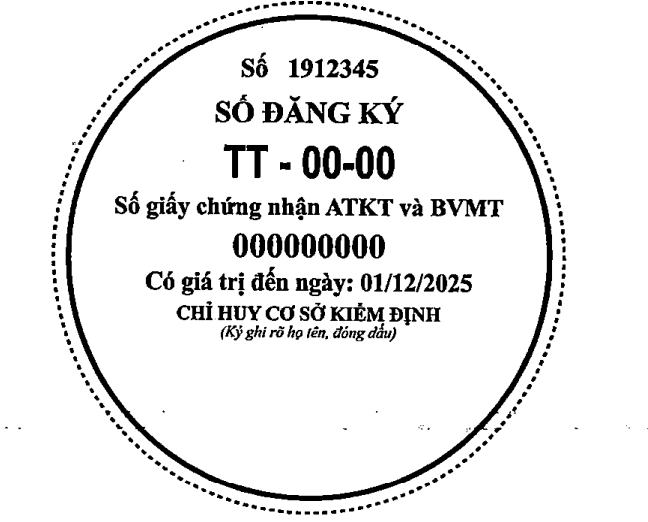 Số 1912345
SỐ ĐĂNG KÝ
TT - 00-00
Số giấy chứng nhận ATKT và BVMT
000000000
Có giá trị đến ngày: 01/12/2025
CHỈ HUY CƠ SỞ KIỂM ĐỊNH
(Ký ghi rõ họ tên, đóng dấu)